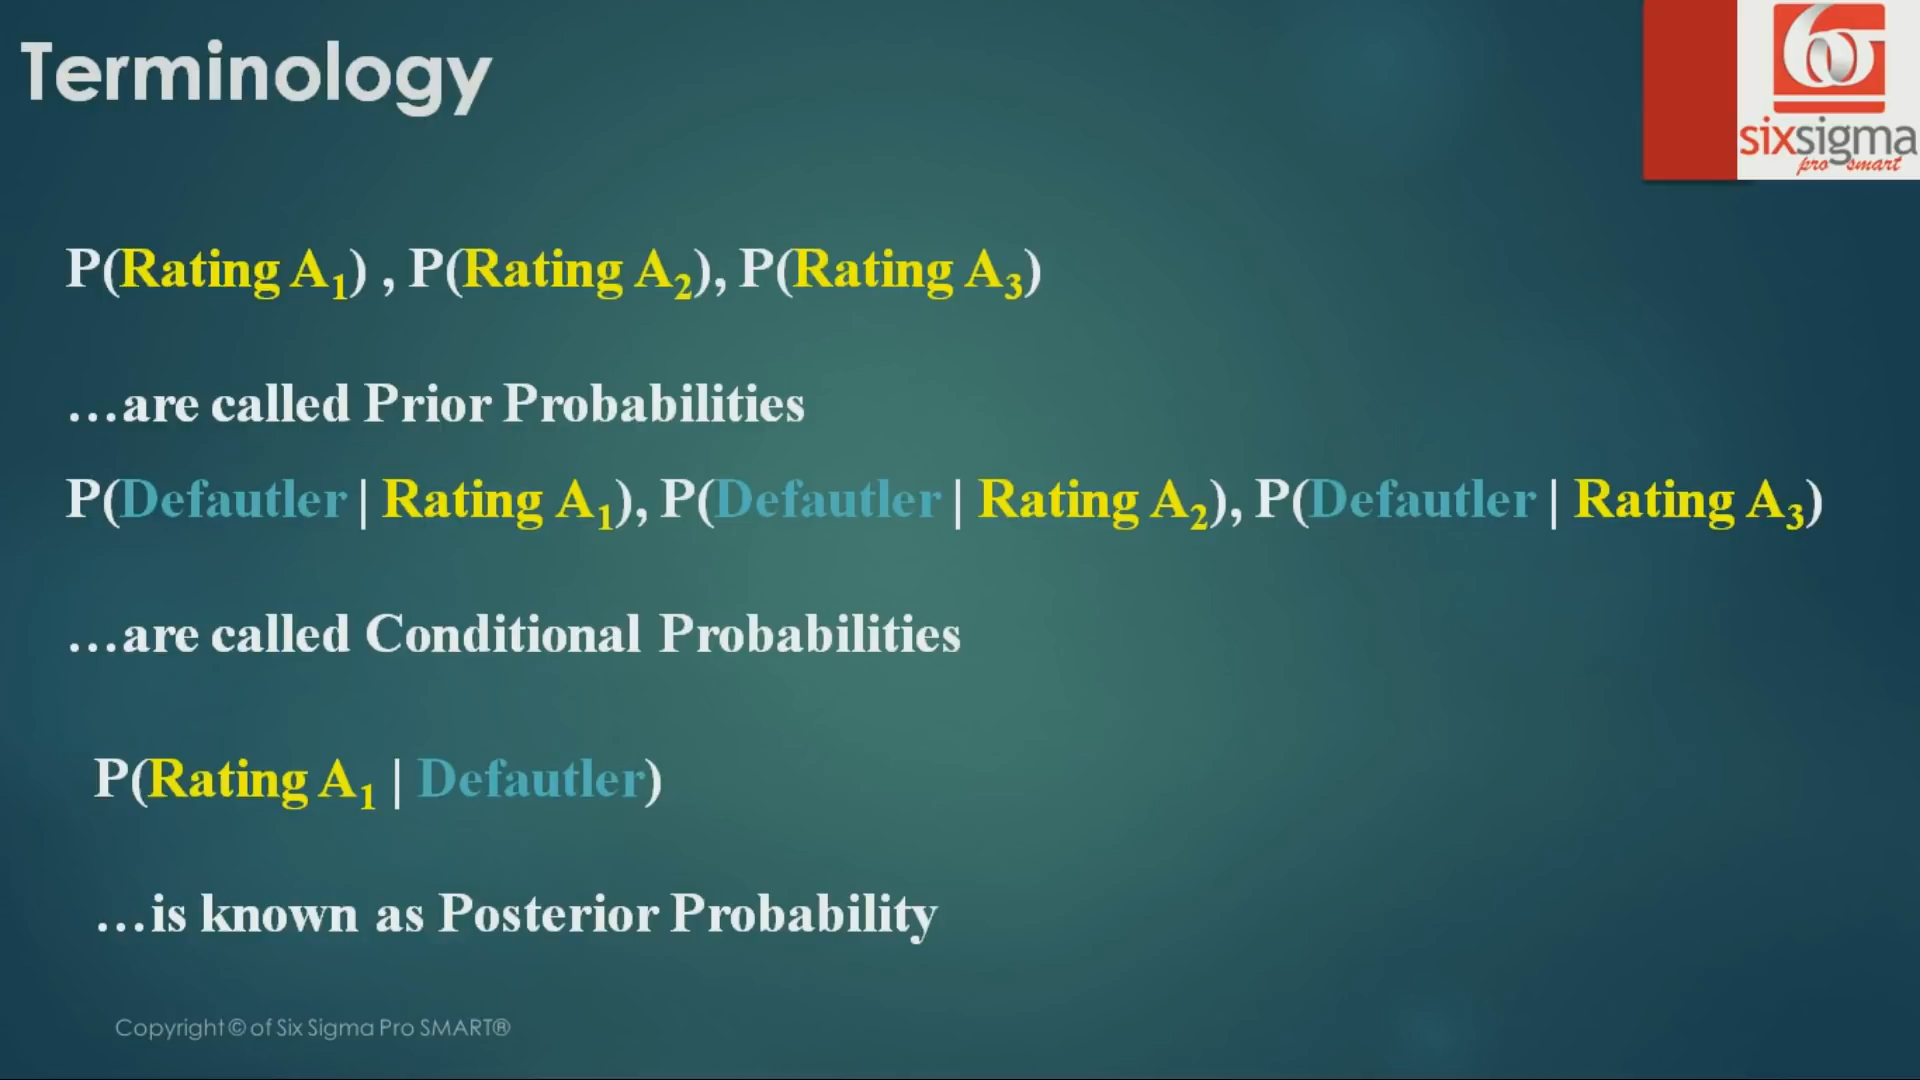 Terminology
sixsigma
pro smart
P(Rating A₁) , P(Rating A₂), P(Rating A₃)
…are called Prior Probabilities
P(Defautler | Rating A₁), P(Defautler | Rating A₂), P(Defautler | Rating A₃)
…are called Conditional Probabilities
P(Rating A₁ | Defautler)
…is known as Posterior Probability
Copyright © of Six Sigma Pro SMART®